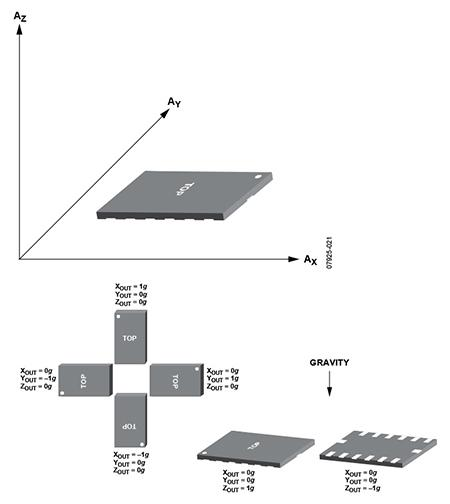 AZ
AY
TOP
AX
07925-021
XOUT = 1g
YOUT = 0g
ZOUT = 0g
TOP
XOUT = 0g
YOUT = –1g
ZOUT = 0g
TOP
TOP
XOUT = 0g
YOUT = 1g
ZOUT = 0g
TOP
XOUT = –1g
YOUT = 0g
ZOUT = 0g
GRAVITY
TOP
XOUT = 0g
YOUT = 0g
ZOUT = 1g
XOUT = 0g
YOUT = 0g
ZOUT = –1g